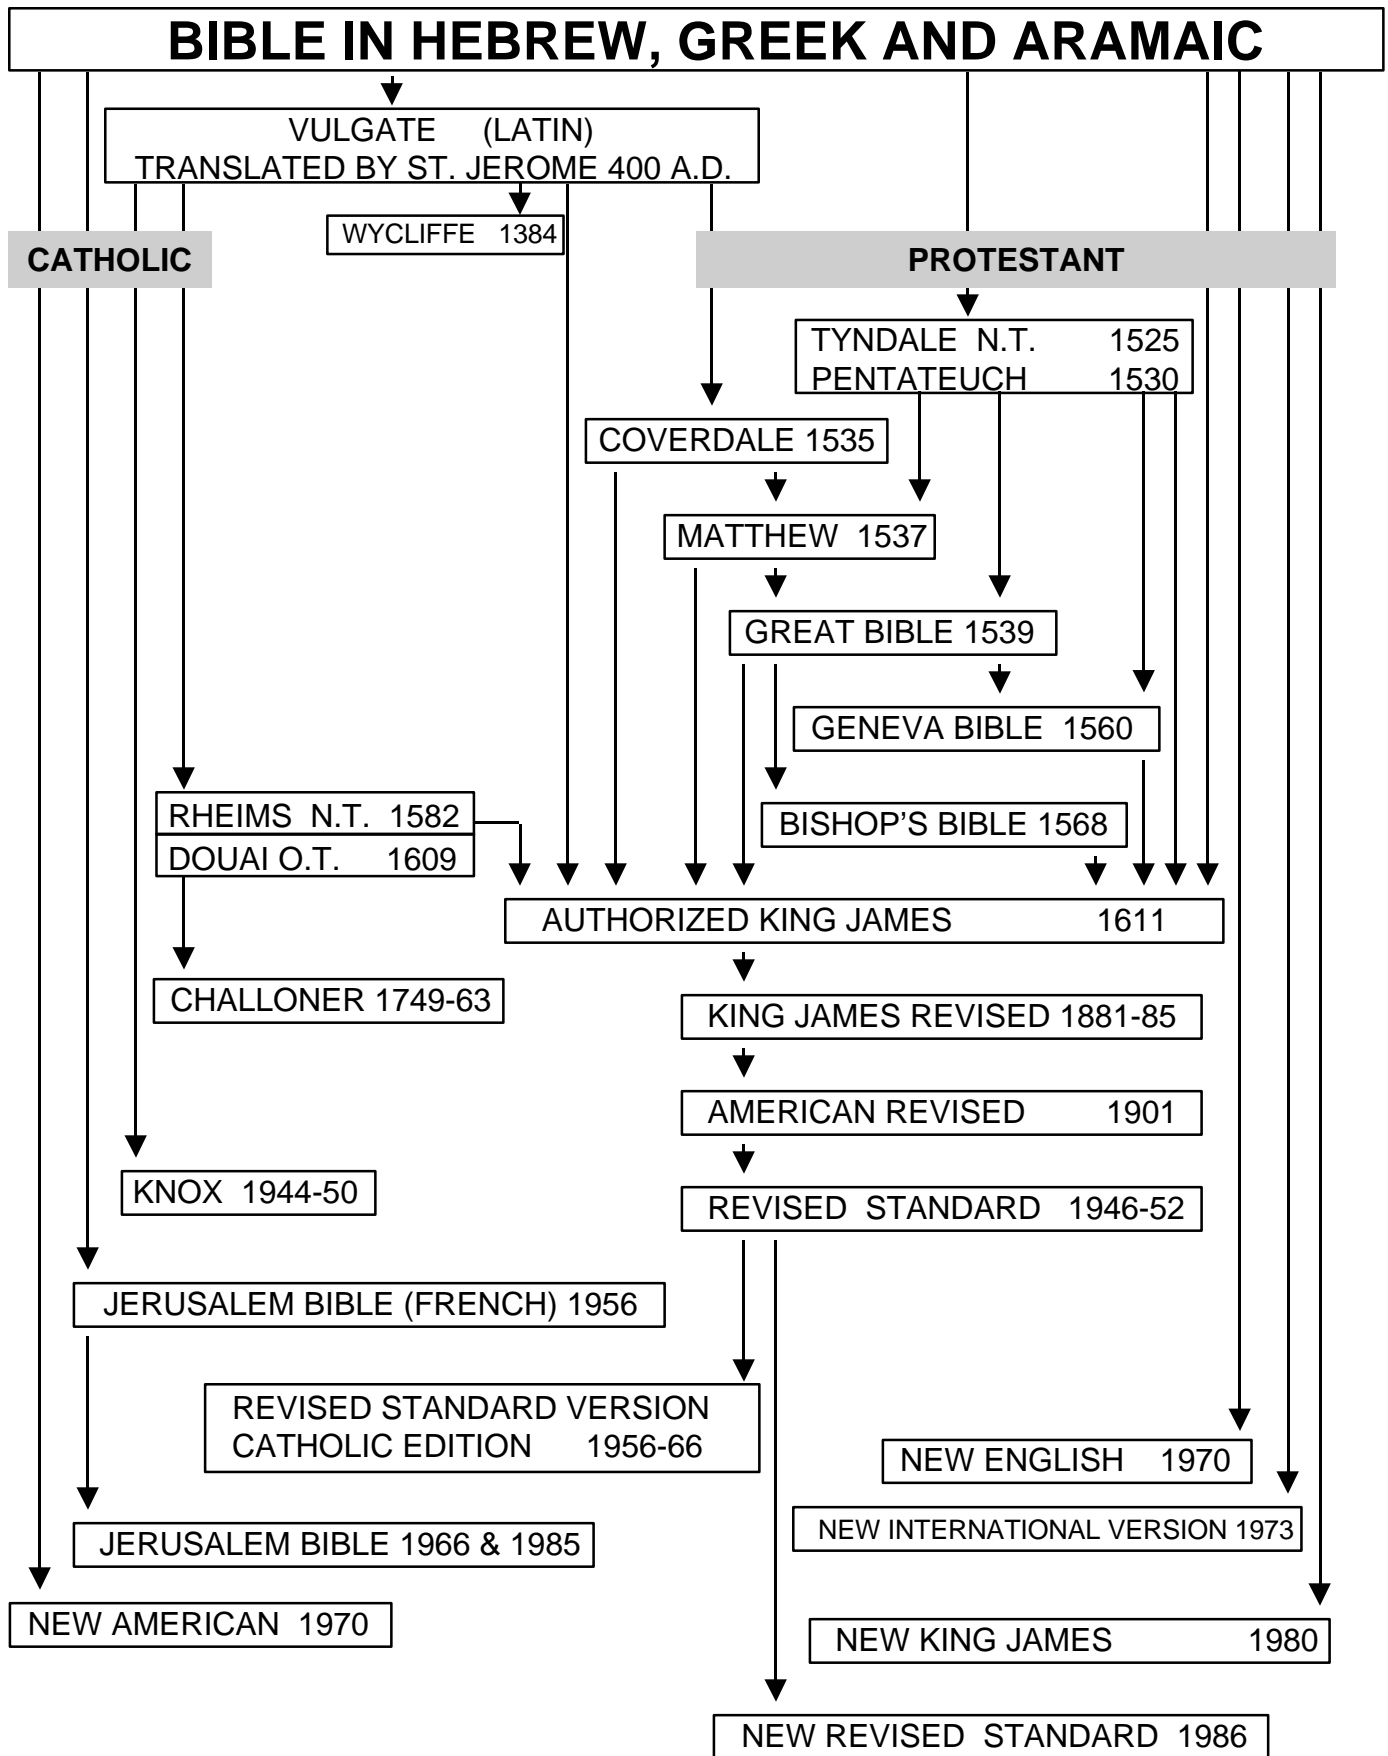 BIBLE IN HEBREW, GREEK AND ARAMAIC
VULGATE (LATIN)
TRANSLATED BY ST. JEROME 400 A.D.
WYCLIFFE 1384
CATHOLIC
PROTESTANT
TYNDALE N.T. 1525
PENTATEUCH 1530
COVERDALE 1535
MATTHEW 1537
GREAT BIBLE 1539
GENEVA BIBLE 1560
RHEIMS N.T. 1582
BISHOP'S BIBLE 1568
DOUAI O.T. 1609
AUTHORIZED KING JAMES 1611
CHALLONER 1749-63
KING JAMES REVISED 1881-85
AMERICAN REVISED 1901
KNOX 1944-50
REVISED STANDARD 1946-52
JERUSALEM BIBLE (FRENCH) 1956
REVISED STANDARD VERSION
CATHOLIC EDITION 1956-66
NEW ENGLISH 1970
NEW INTERNATIONAL VERSION 1973
JERUSALEM BIBLE 1966 & 1985
NEW AMERICAN 1970
NEW KING JAMES 1980
NEW REVISED STANDARD 1986